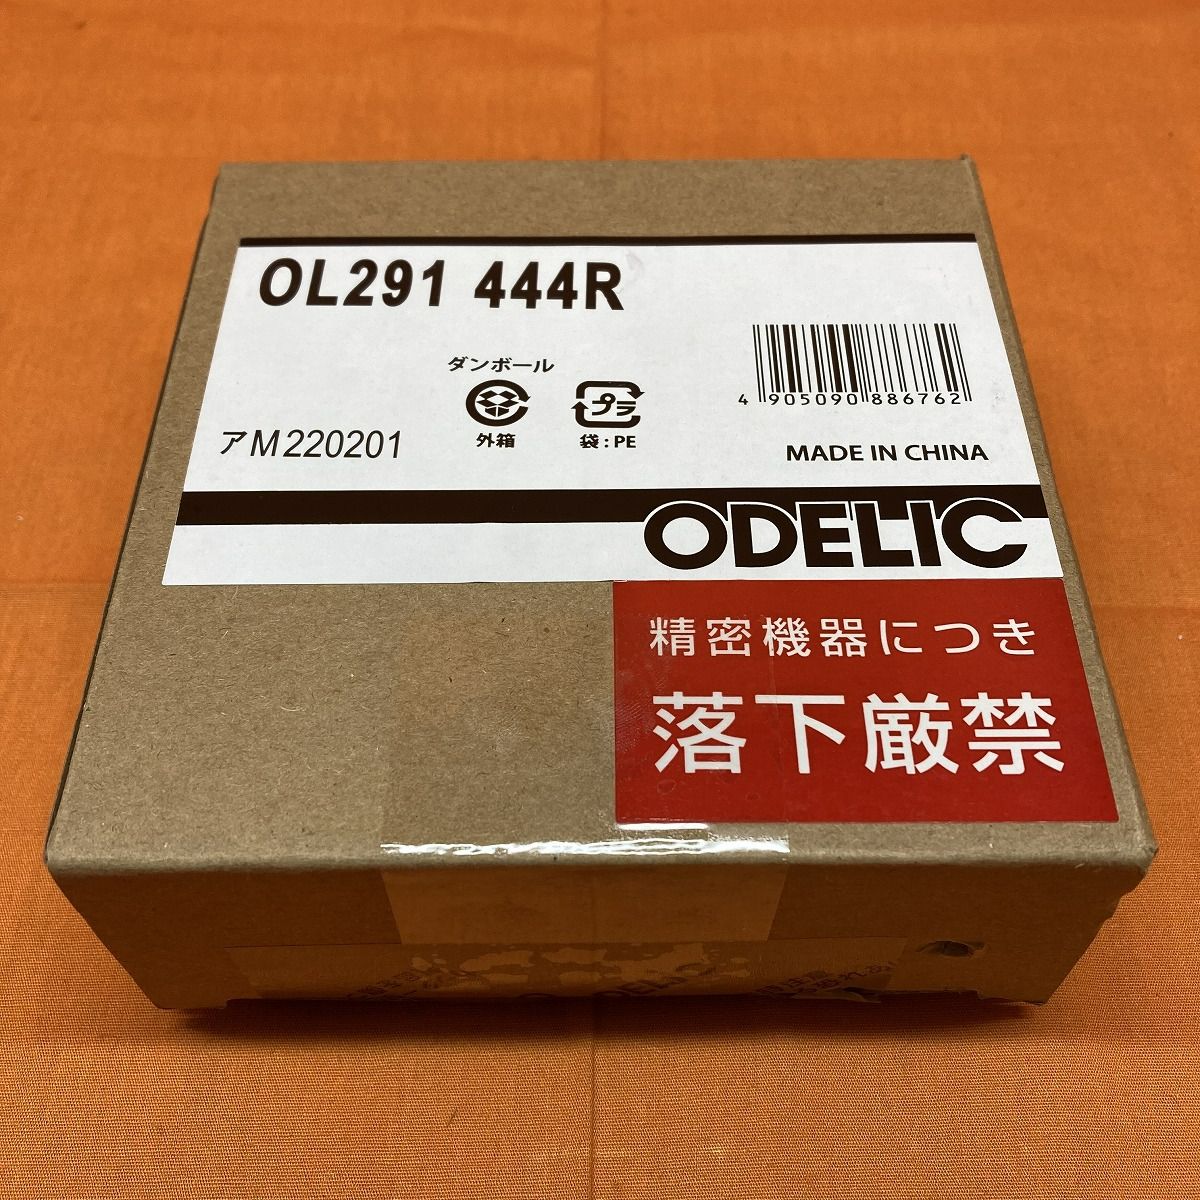 OL291 444R
ダンボール
外箱
プラ
袋:PE
4 905090 886762
アM220201
MADE IN CHINA
ODELIC
精密機器につき
落下厳禁